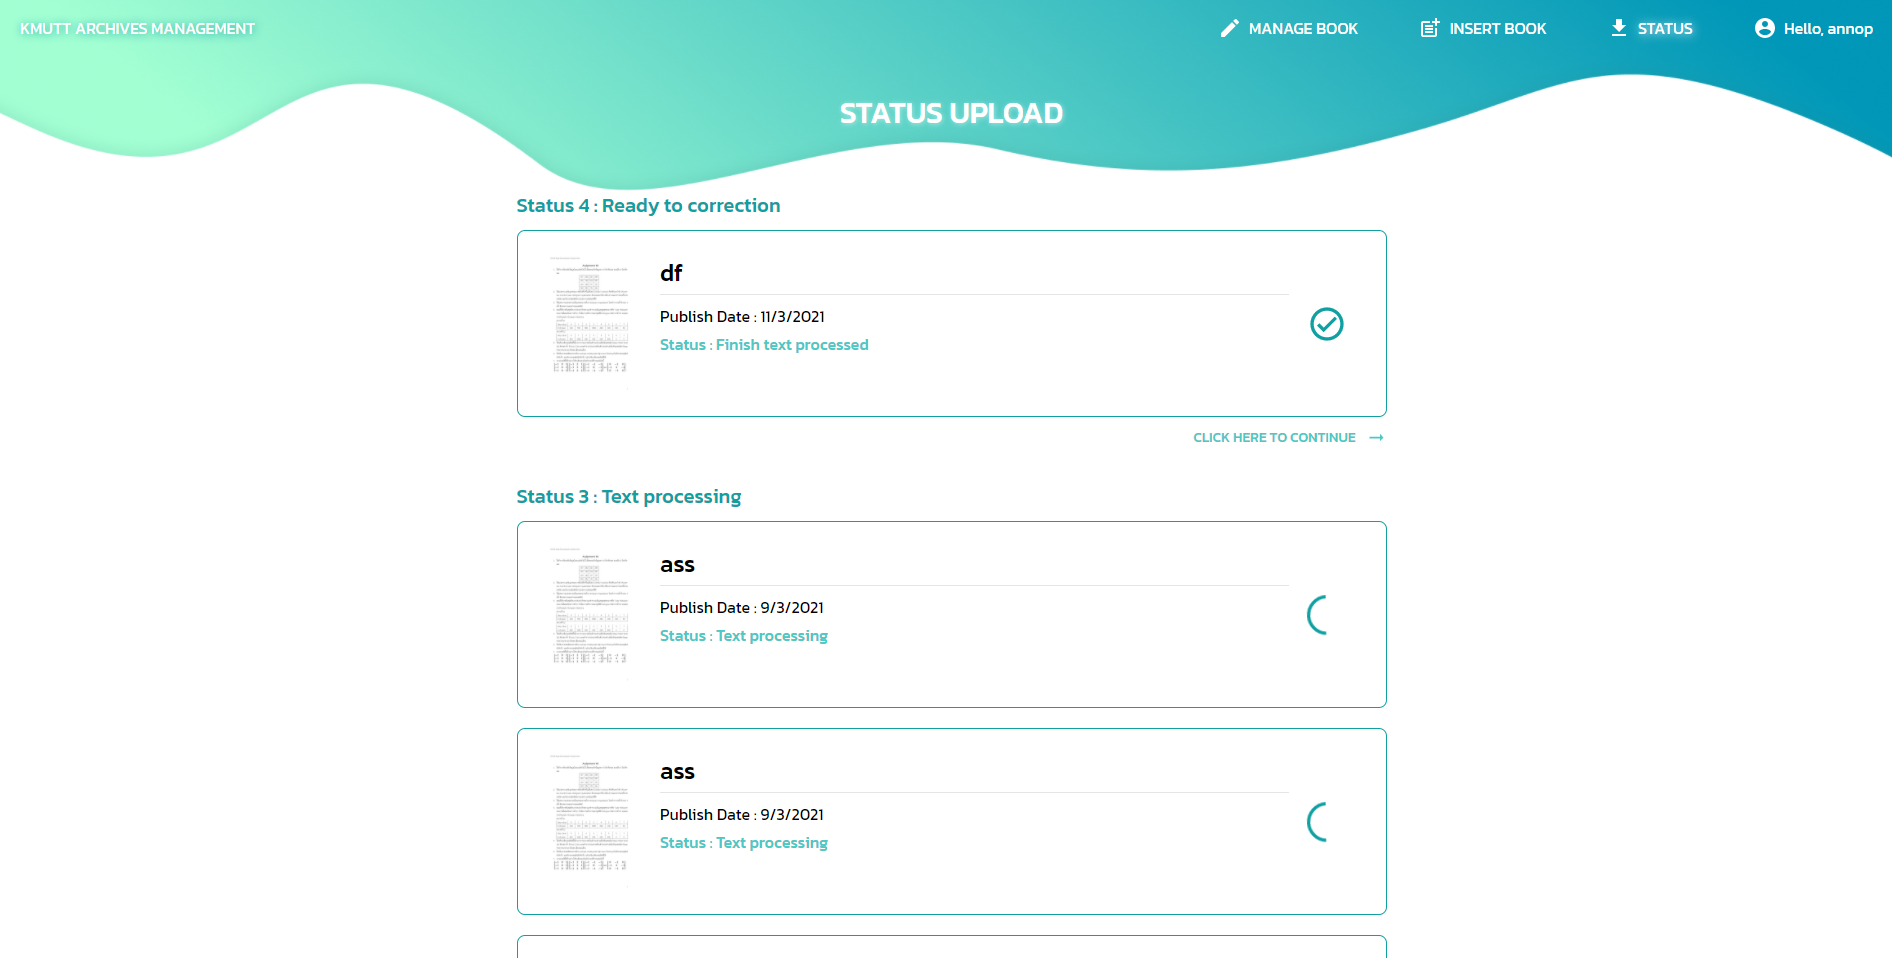 KMUTT ARCHIVES MANAGEMENT
MANAGE BOOK
INSERT BOOK
STATUS
Hello, annop
STATUS UPLOAD
Status 4 : Ready to correction
df
Publish Date : 11/3/2021
Status : Finish text processed
CLICK HERE TO CONTINUE
Status 3 : Text processing
ass
Publish Date : 9/3/2021
Status : Text processing
ass
Publish Date : 9/3/2021
Status : Text processing